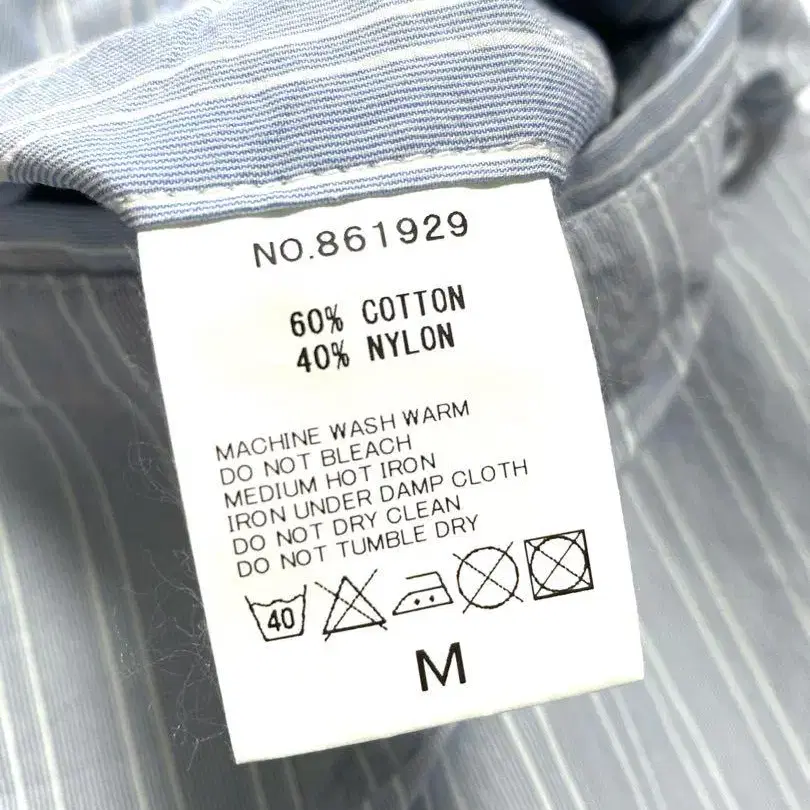 NO.861929
60% COTTON
40% NYLON
MACHINE WASH WARM
DO NOT BLEACH
MEDIUM HOT IRON
IRON UNDER DAMP CLOTH
DO NOT DRY CLEAN
DO NOT TUMBLE DRY
40
M